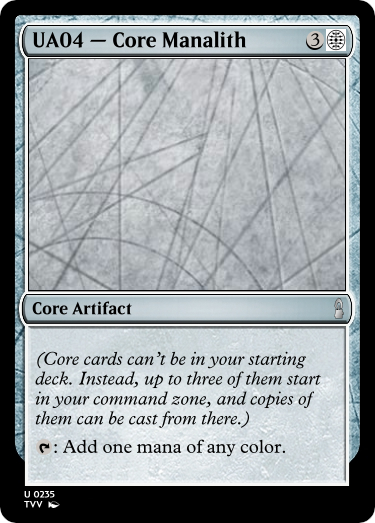 UA04 — Core Manalith 3
Core Artifact
(Core cards can't be in your starting
deck. Instead, up to three of them start
in your command zone, and copies of
them can be cast from there.)
: Add one mana of any color.
U 0235
TVV